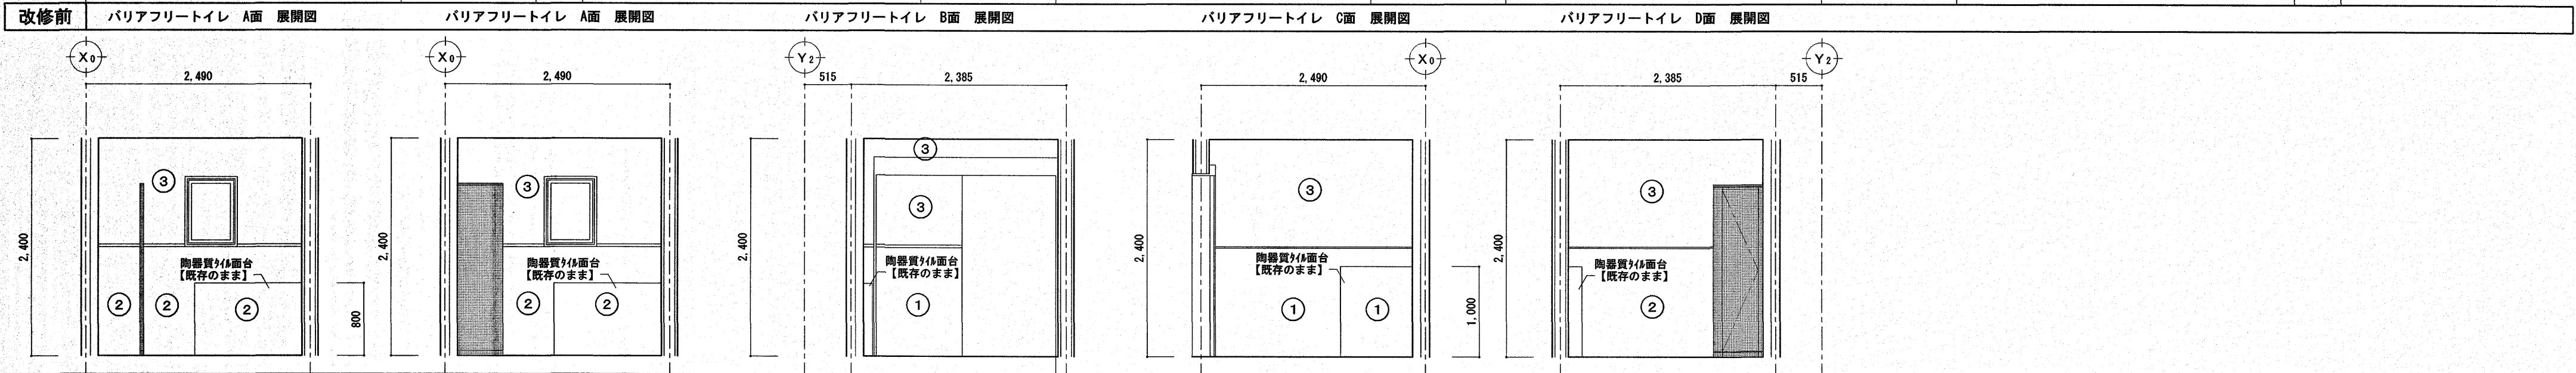 改修前
バリアフリートイレ A面 展開図
バリアフリートイレ A面 展開図
バリアフリートイレ B面 展開図
バリアフリートイレ C面 展開図
バリアフリートイレ D面 展開図
X0
2,490
2,400
③
陶器質ﾀｲﾙ面台
【既存のまま】
②
②
②
800
X0
2,490
2,400
③
陶器質ﾀｲﾙ面台
【既存のまま】
②
②
Y2
515
2,385
2,400
③
③
陶器質ﾀｲﾙ面台
【既存のまま】
①
X0
2,490
2,400
③
陶器質ﾀｲﾙ面台
【既存のまま】
①
①
1,000
Y2
2,385
515
2,400
③
陶器質ﾀｲﾙ面台
【既存のまま】
②